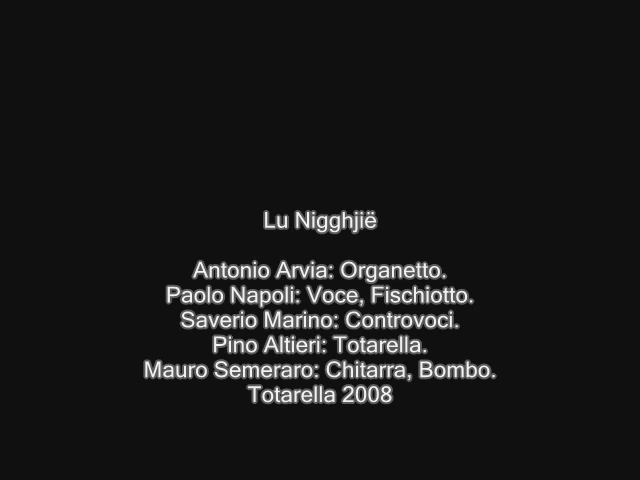 Lu Nigghjië
Antonio Arvia: Organetto.
Paolo Napoli: Voce, Fischiotto.
Saverio Marino: Controvoci.
Pino Altieri: Totarella.
Mauro Semeraro: Chitarra, Bombo.
Totarella 2008